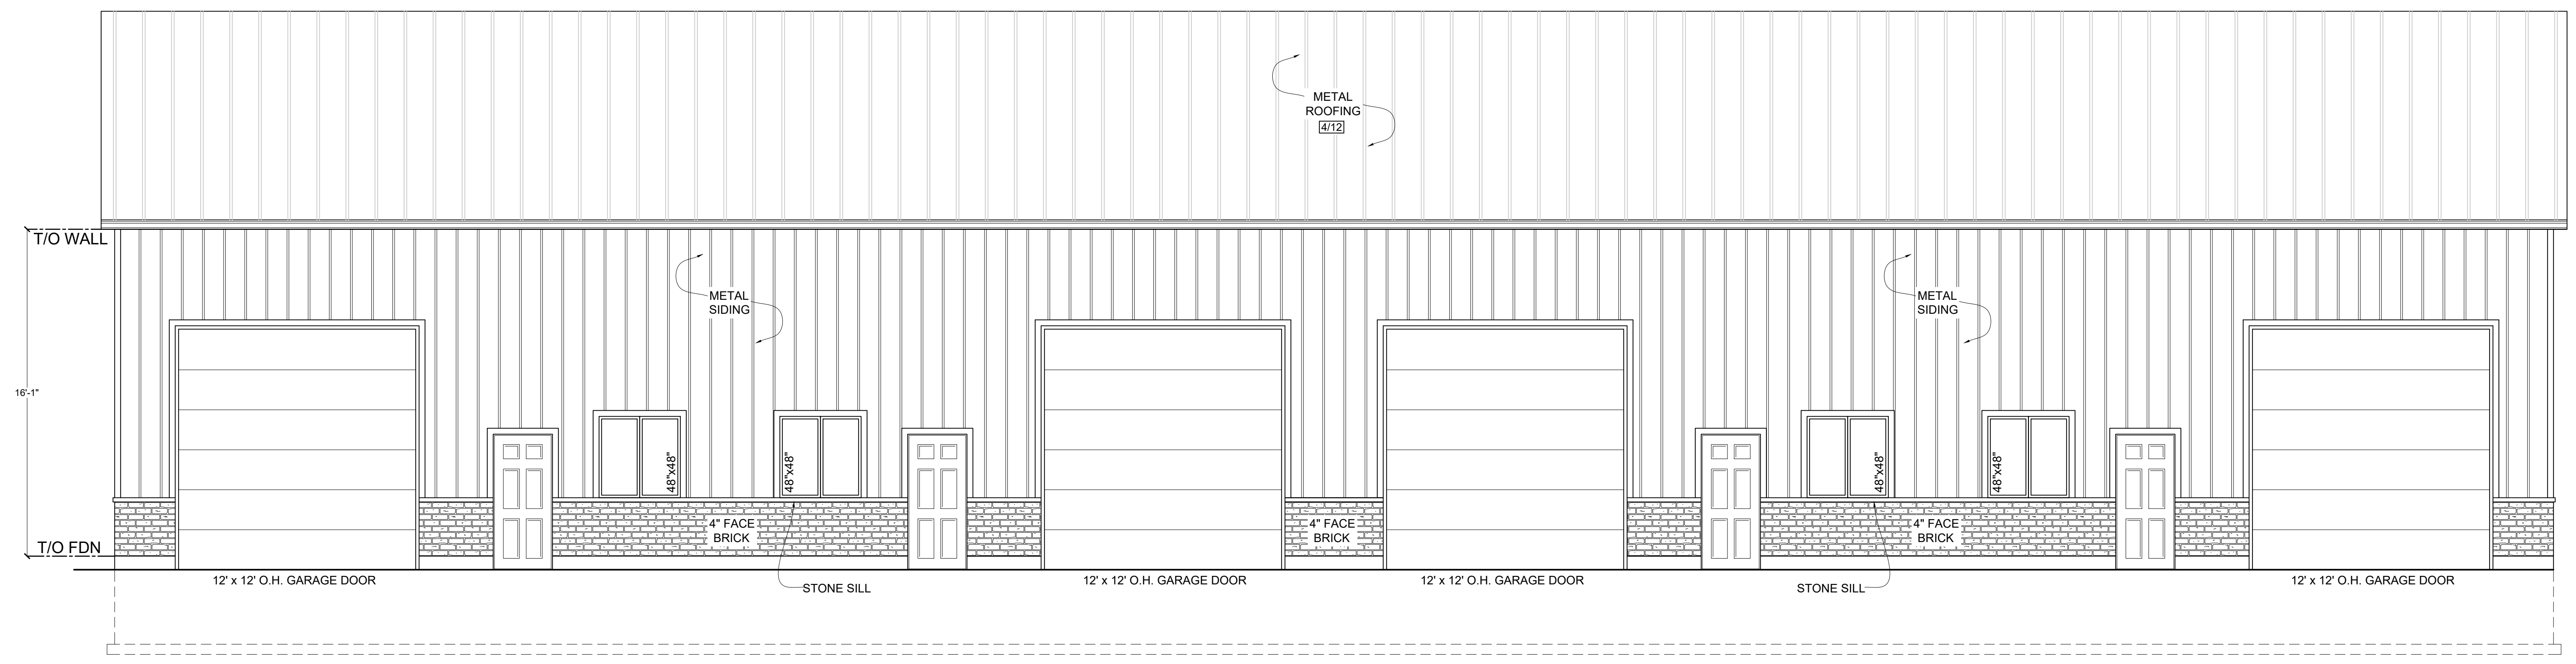 METAL
ROOFING
4/12
T/O WALL
METAL
SIDING
METAL
SIDING
16'-1"
48"x48"
48"x48"
48"x48"
48"x48"
4" FACE
BRICK
4" FACE
BRICK
4" FACE
BRICK
T/O FDN
12' x 12' O.H. GARAGE DOOR
STONE SILL
12' x 12' O.H. GARAGE DOOR
12' x 12' O.H. GARAGE DOOR
STONE SILL
12' x 12' O.H. GARAGE DOOR